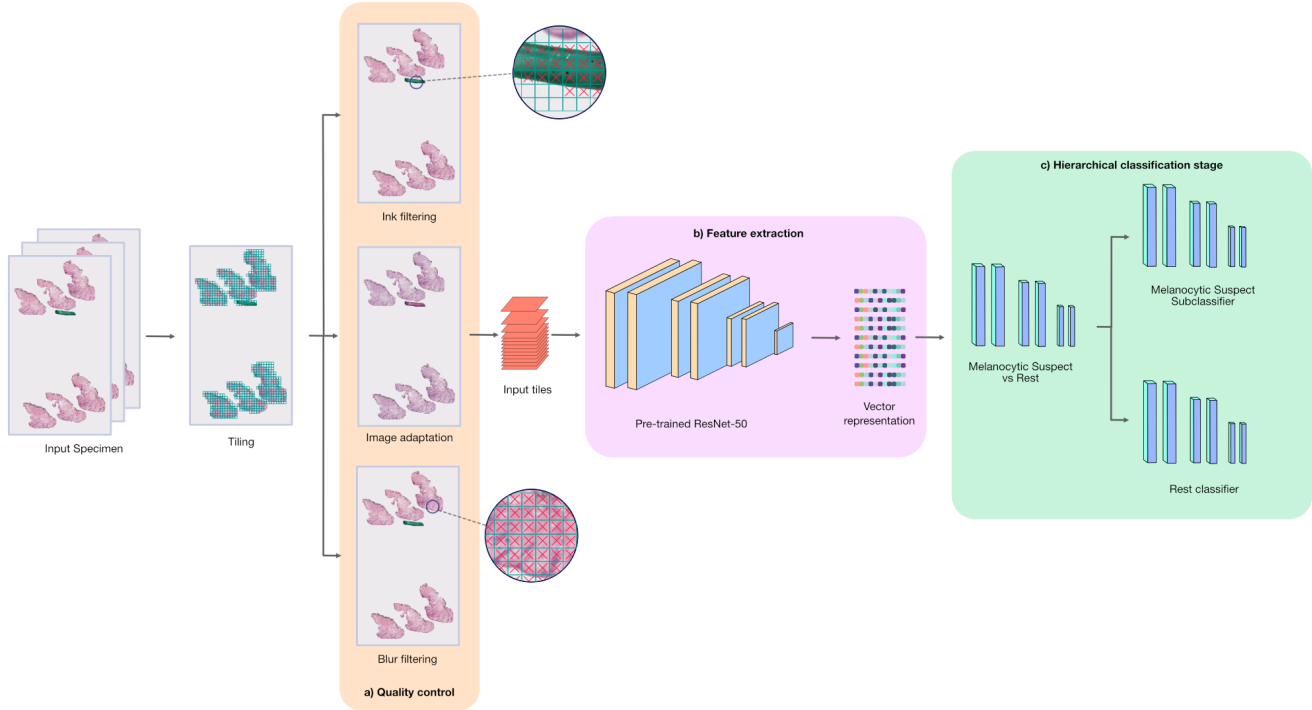 Input Specimen
Tiling
Ink filtering
Image adaptation
Blur filtering
a) Quality control
Input tiles
b) Feature extraction
Pre-trained ResNet-50
Vector
representation
c) Hierarchical classification stage
Melanocytic Suspect
vs Rest
Melanocytic Suspect
Subclassifier
Rest classifier